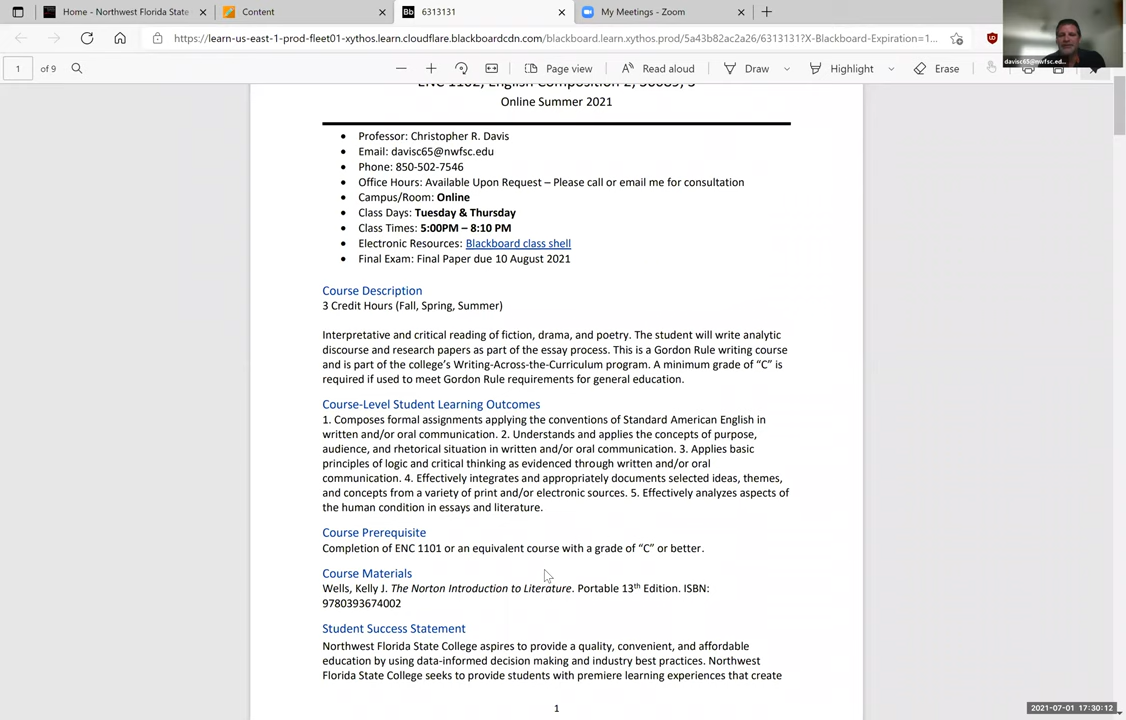 Home - Northwest Florida State
Content
Bb 6313131
My Meetings - Zoom
https://learn-us-east-1-prod-fleet01-xythos.learn.cloudflare.blackboardcdn.com/blackboard.learn.xythos.prod/5a43b82ac2a26/6313131?X-Blackboard-Expiration=1...
davisc65@nwfsc.ed...
1 of 9 Page view Read aloud Draw Highlight Erase
ENC 1102, English Composition 2, 30089, 3
Online Summer 2021
• Professor: Christopher R. Davis
• Email: davisc65@nwfsc.edu
• Phone: 850-502-7546
• Office Hours: Available Upon Request – Please call or email me for consultation
• Campus/Room: Online
• Class Days: Tuesday & Thursday
• Class Times: 5:00PM – 8:10 PM
• Electronic Resources: Blackboard class shell
• Final Exam: Final Paper due 10 August 2021
Course Description
3 Credit Hours (Fall, Spring, Summer)
Interpretative and critical reading of fiction, drama, and poetry. The student will write analytic
discourse and research papers as part of the essay process. This is a Gordon Rule writing course
and is part of the college’s Writing-Across-the-Curriculum program. A minimum grade of “C” is
required if used to meet Gordon Rule requirements for general education.
Course-Level Student Learning Outcomes
1. Composes formal assignments applying the conventions of Standard American English in
written and/or oral communication. 2. Understands and applies the concepts of purpose,
audience, and rhetorical situation in written and/or oral communication. 3. Applies basic
principles of logic and critical thinking as evidenced through written and/or oral
communication. 4. Effectively integrates and appropriately documents selected ideas, themes,
and concepts from a variety of print and/or electronic sources. 5. Effectively analyzes aspects of
the human condition in essays and literature.
Course Prerequisite
Completion of ENC 1101 or an equivalent course with a grade of “C” or better.
Course Materials
Wells, Kelly J. The Norton Introduction to Literature. Portable 13th Edition. ISBN:
9780393674002
Student Success Statement
Northwest Florida State College aspires to provide a quality, convenient, and affordable
education by using data-informed decision making and industry best practices. Northwest
Florida State College seeks to provide students with premiere learning experiences that create
1
2021-07-01 17:30:12